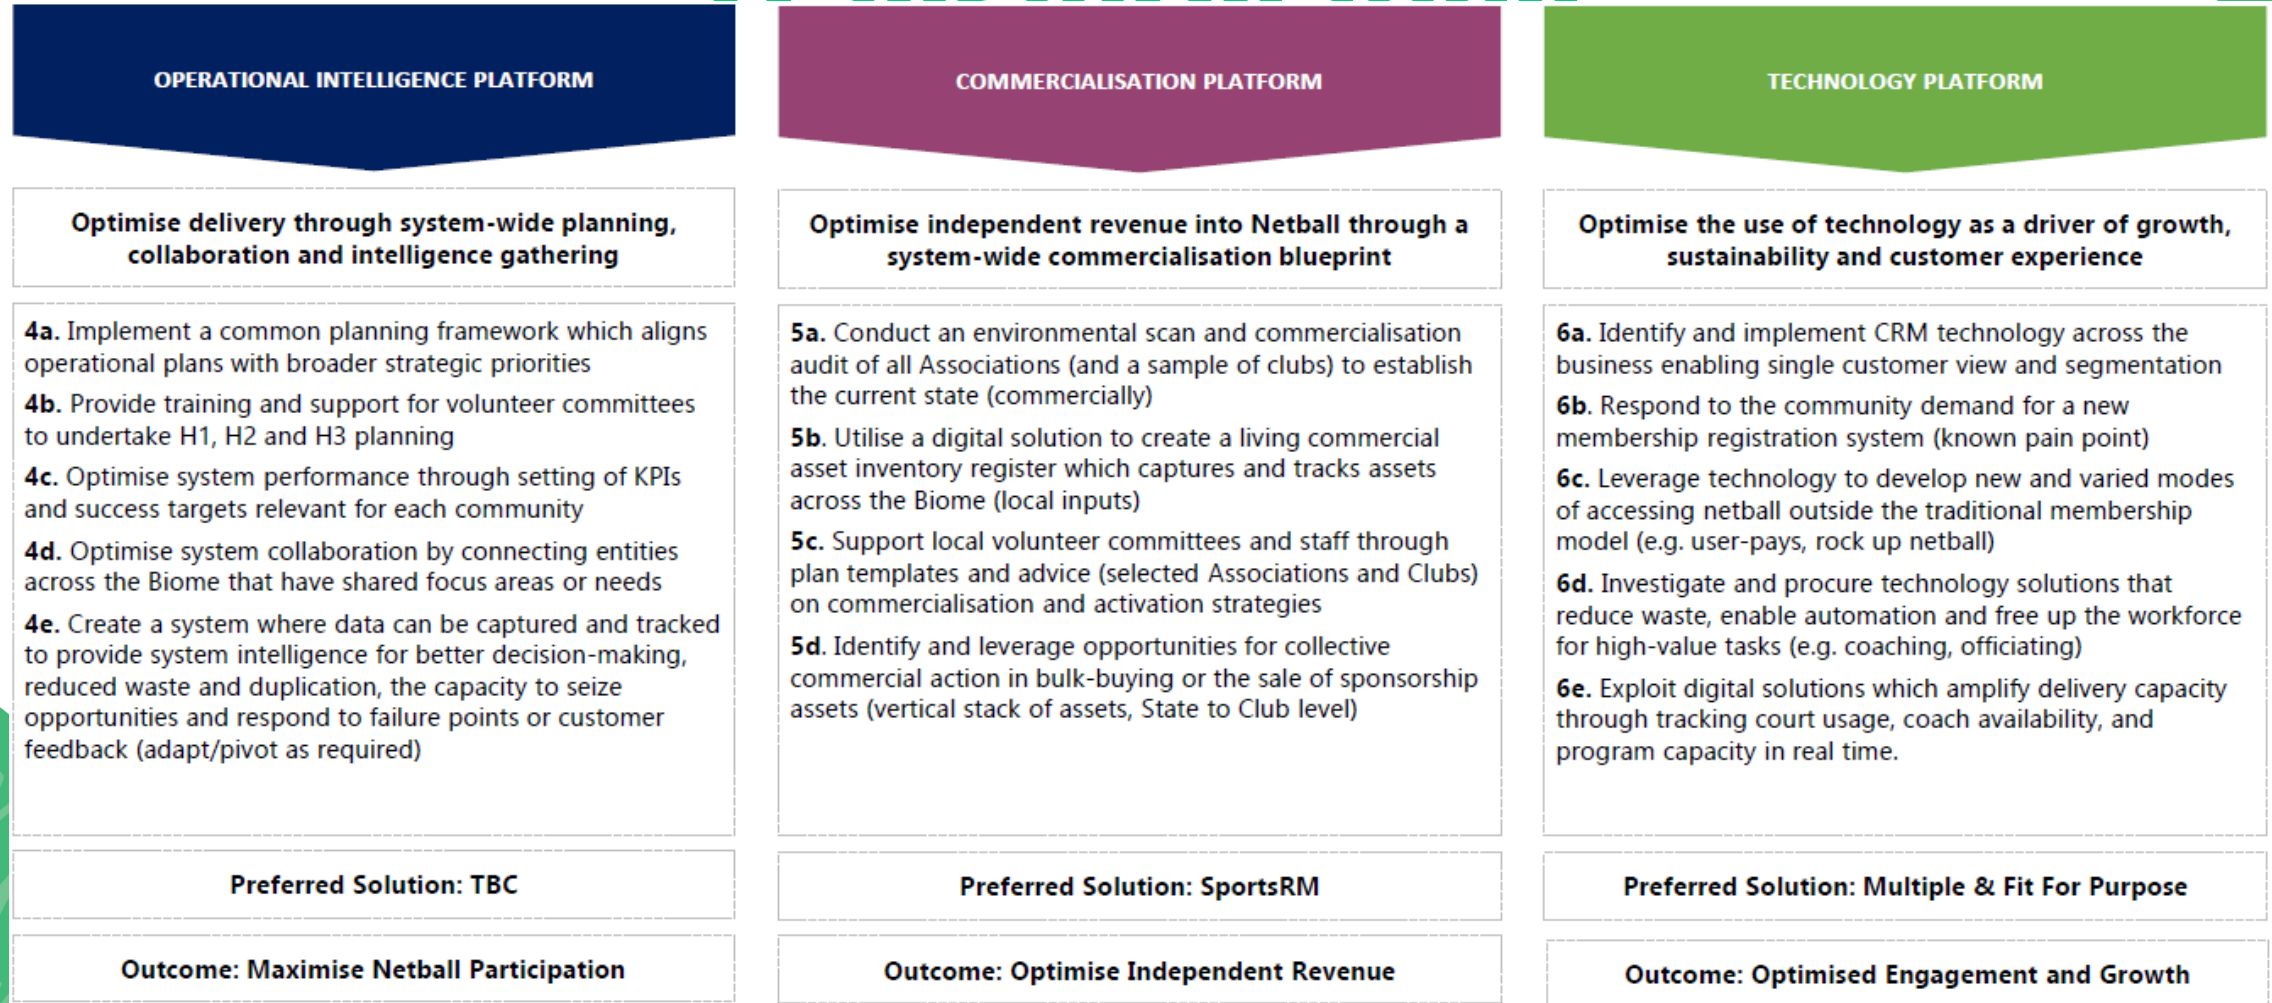 OPERATIONAL INTELLIGENCE PLATFORM
Optimise delivery through system-wide planning,
collaboration and intelligence gathering
4a. Implement a common planning framework which aligns
operational plans with broader strategic priorities
4b. Provide training and support for volunteer committees
to undertake H1, H2 and H3 planning
4c. Optimise system performance through setting of KPIs
and success targets relevant for each community
4d. Optimise system collaboration by connecting entities
across the Biome that have shared focus areas or needs
4e. Create a system where data can be captured and tracked
to provide system intelligence for better decision-making,
reduced waste and duplication, the capacity to seize
opportunities and respond to failure points or customer
feedback (adapt/pivot as required)
Preferred Solution: TBC
Outcome: Maximise Netball Participation
COMMERCIALISATION PLATFORM
Optimise independent revenue into Netball through a
system-wide commercialisation blueprint
5a. Conduct an environmental scan and commercialisation
audit of all Associations (and a sample of clubs) to establish
the current state (commercially)
5b. Utilise a digital solution to create a living commercial
asset inventory register which captures and tracks assets
across the Biome (local inputs)
5c. Support local volunteer committees and staff through
plan templates and advice (selected Associations and Clubs)
on commercialisation and activation strategies
5d. Identify and leverage opportunities for collective
commercial action in bulk-buying or the sale of sponsorship
assets (vertical stack of assets, State to Club level)
Preferred Solution: SportsRM
Outcome: Optimise Independent Revenue
TECHNOLOGY PLATFORM
Optimise the use of technology as a driver of growth,
sustainability and customer experience
6a. Identify and implement CRM technology across the
business enabling single customer view and segmentation
6b. Respond to the community demand for a new
membership registration system (known pain point)
6c. Leverage technology to develop new and varied modes
of accessing netball outside the traditional membership
model (e.g. user-pays, rock up netball)
6d. Investigate and procure technology solutions that
reduce waste, enable automation and free up the workforce
for high-value tasks (e.g. coaching, officiating)
6e. Exploit digital solutions which amplify delivery capacity
through tracking court usage, coach availability, and
program capacity in real time.
Preferred Solution: Multiple & Fit For Purpose
Outcome: Optimised Engagement and Growth